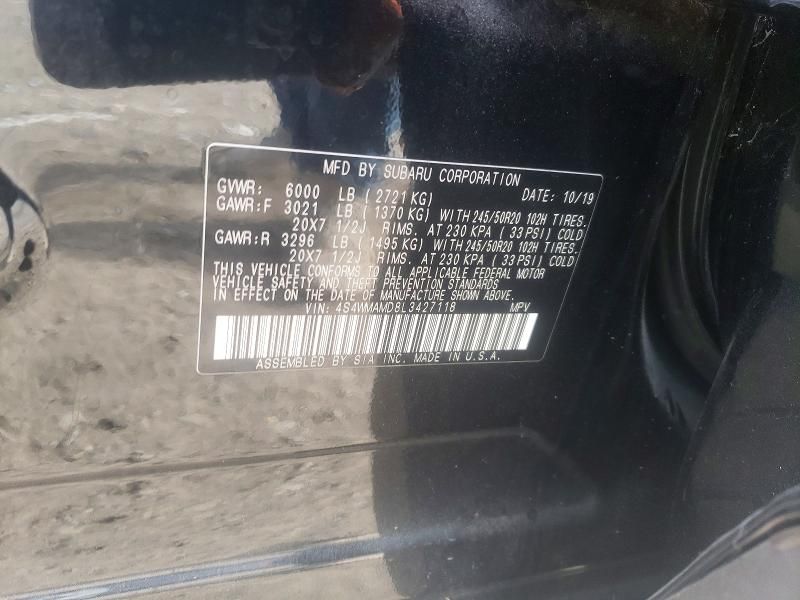 MFD BY SUBARU CORPORATION
GVWR: 6000 LB ( 2721 KG) DATE: 10/19
GAWR:F 3021 LB ( 1370 KG) WITH 245/50R20 102H TIRES.
20X7 1/2J RIMS. AT 230 KPA ( 33 PSI) COLD
GAWR:R 3296 LB ( 1495 KG) WITH 245/50R20 102H TIRES.
20X7 1/2J RIMS. AT 230 KPA ( 33 PSI) COLD
THIS VEHICLE CONFORMS TO ALL APPLICABLE FEDERAL MOTOR
VEHICLE SAFETY AND THEFT PREVENTION STANDARDS
IN EFFECT ON THE DATE OF MANUFACTURE SHOWN ABOVE.
VIN: 4S4WMAMD8L3427118 MPV
ASSEMBLED BY SIA INC. MADE IN U.S.A.